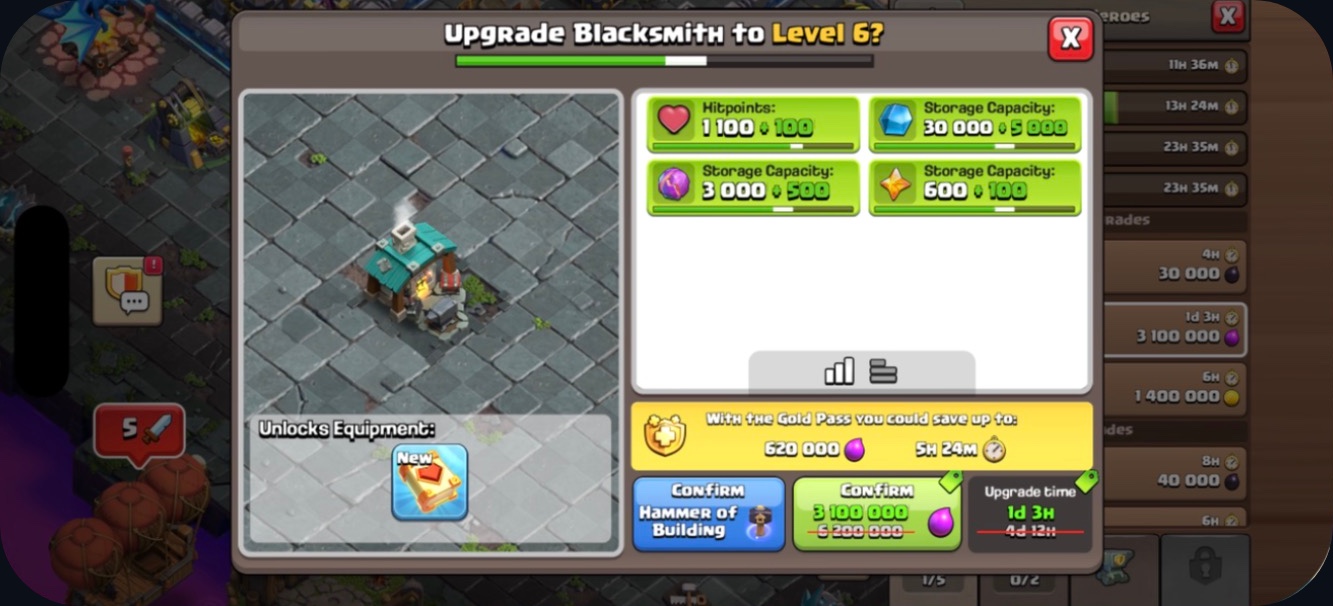 Upgrade Blacksmith to Level 6?
Hitpoints:
1 100 + 100
Storage Capacity:
30 000 + 5 000
Storage Capacity:
3 000 + 500
Storage Capacity:
600 + 100
Unlocks Equipment:
New
With the Gold Pass you could save up to:
620 000
5H 24M
Confirm
Hammer of
Building
Confirm
3 100 000
6 200 000
Upgrade time
1d 3H
4d 12H
5
!
X
eroes
X
11H 36M
13H 24M
23H 35M
23H 35M
rades
4H
30 000
1d 3H
3 100 000
6H
1 400 000
des
8H
40 000
6H
1/5
0/2